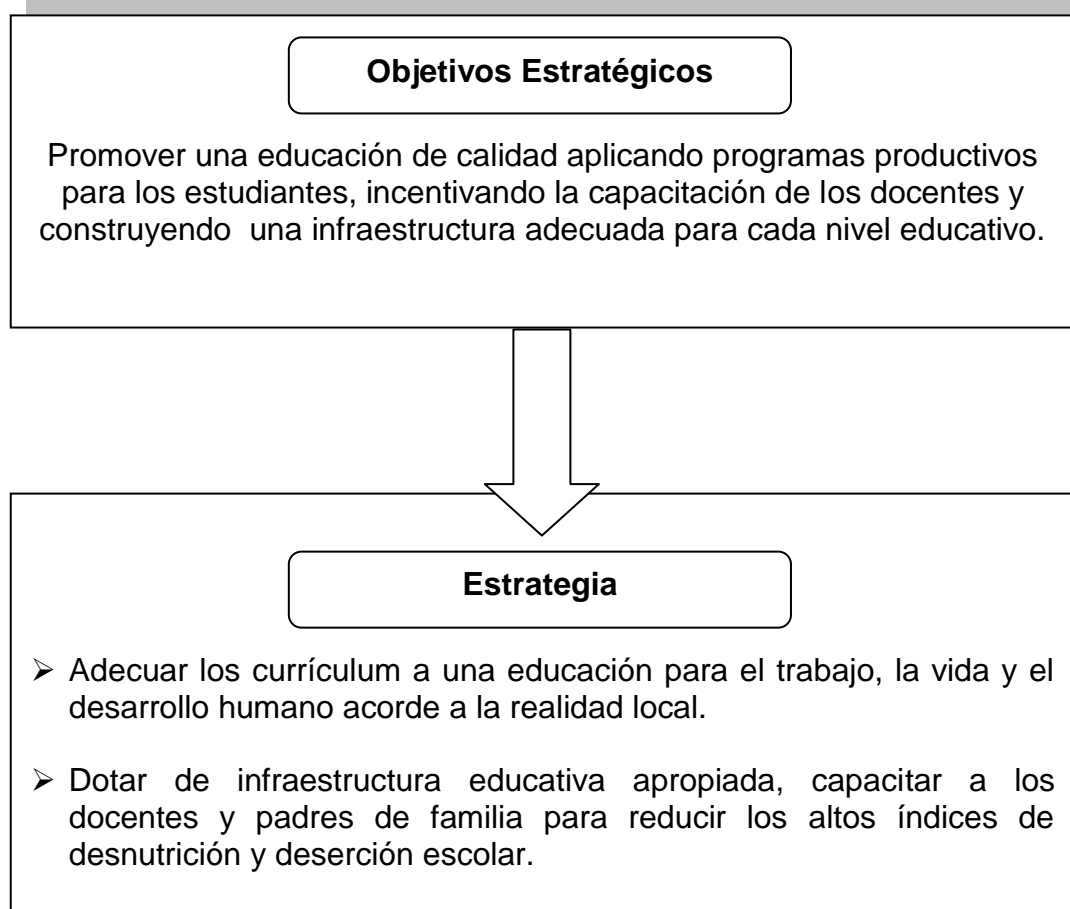 Objetivos Estratégicos
Promover una educación de calidad aplicando programas productivos
para los estudiantes, incentivando la capacitación de los docentes y
construyendo una infraestructura adecuada para cada nivel educativo.
Estrategia
➢ Adecuar los currículum a una educación para el trabajo, la vida y el
desarrollo humano acorde a la realidad local.
➢ Dotar de infraestructura educativa apropiada, capacitar a los
docentes y padres de familia para reducir los altos índices de
desnutrición y deserción escolar.